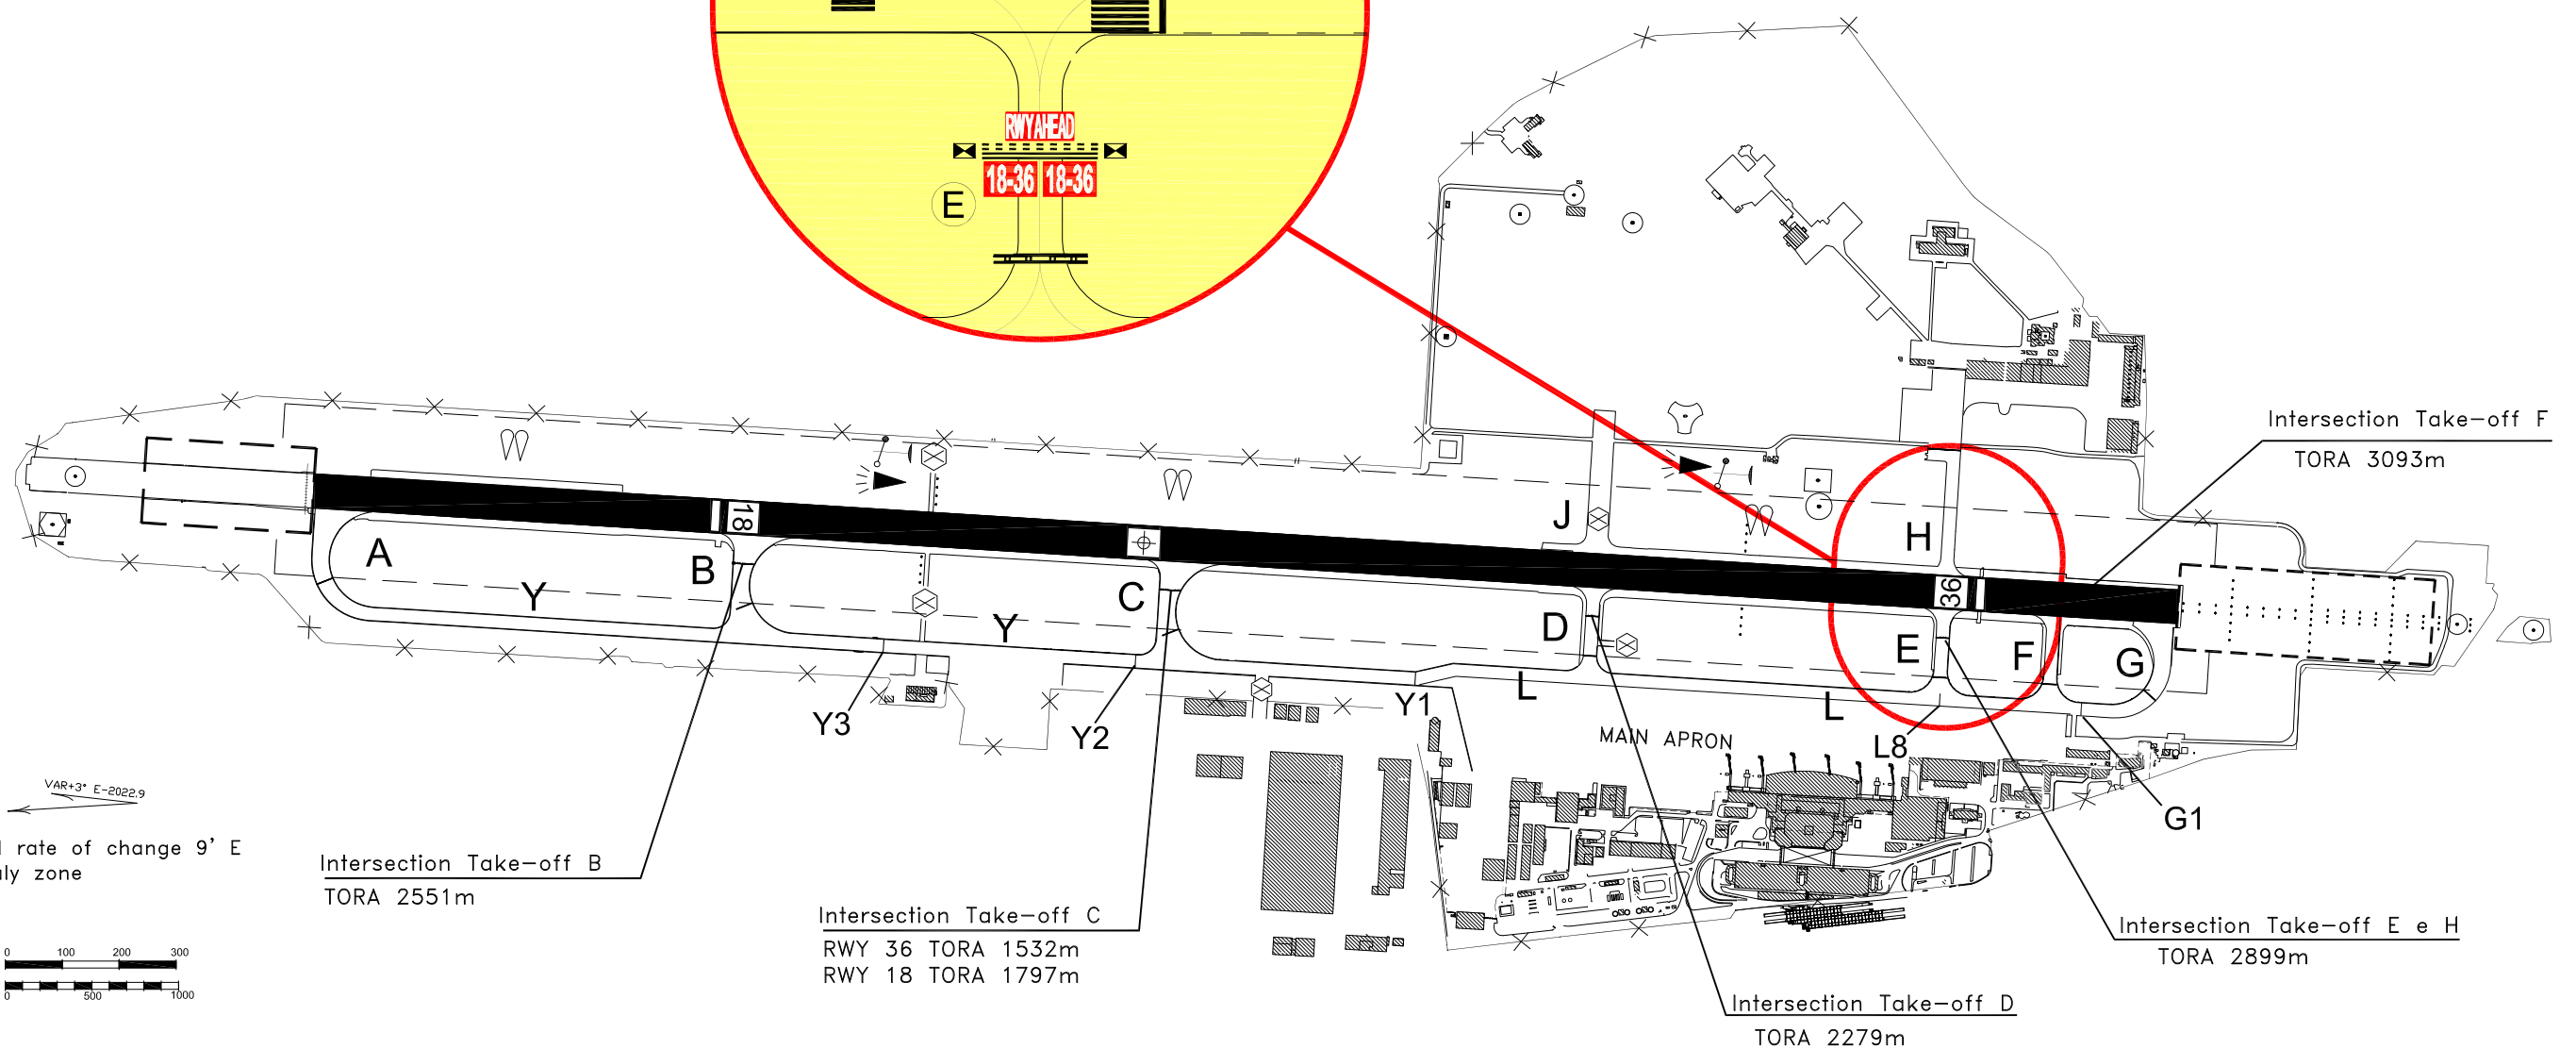 RWY AHEAD
18-36 18-36
E
Intersection Take-off F
TORA 3093m
18
J
H
A
B
Y
C
36
D
E
F
G
Y
L
L
Y1
Y3
Y2
MAIN APRON
L8
G1
VAR+3° E-2022.9
rate of change 9' E
zone
Intersection Take-off B
TORA 2551m
Intersection Take-off C
RWY 36 TORA 1532m
RWY 18 TORA 1797m
Intersection Take-off E e H
TORA 2899m
Intersection Take-off D
TORA 2279m
0 100 200 300
0 500 1000